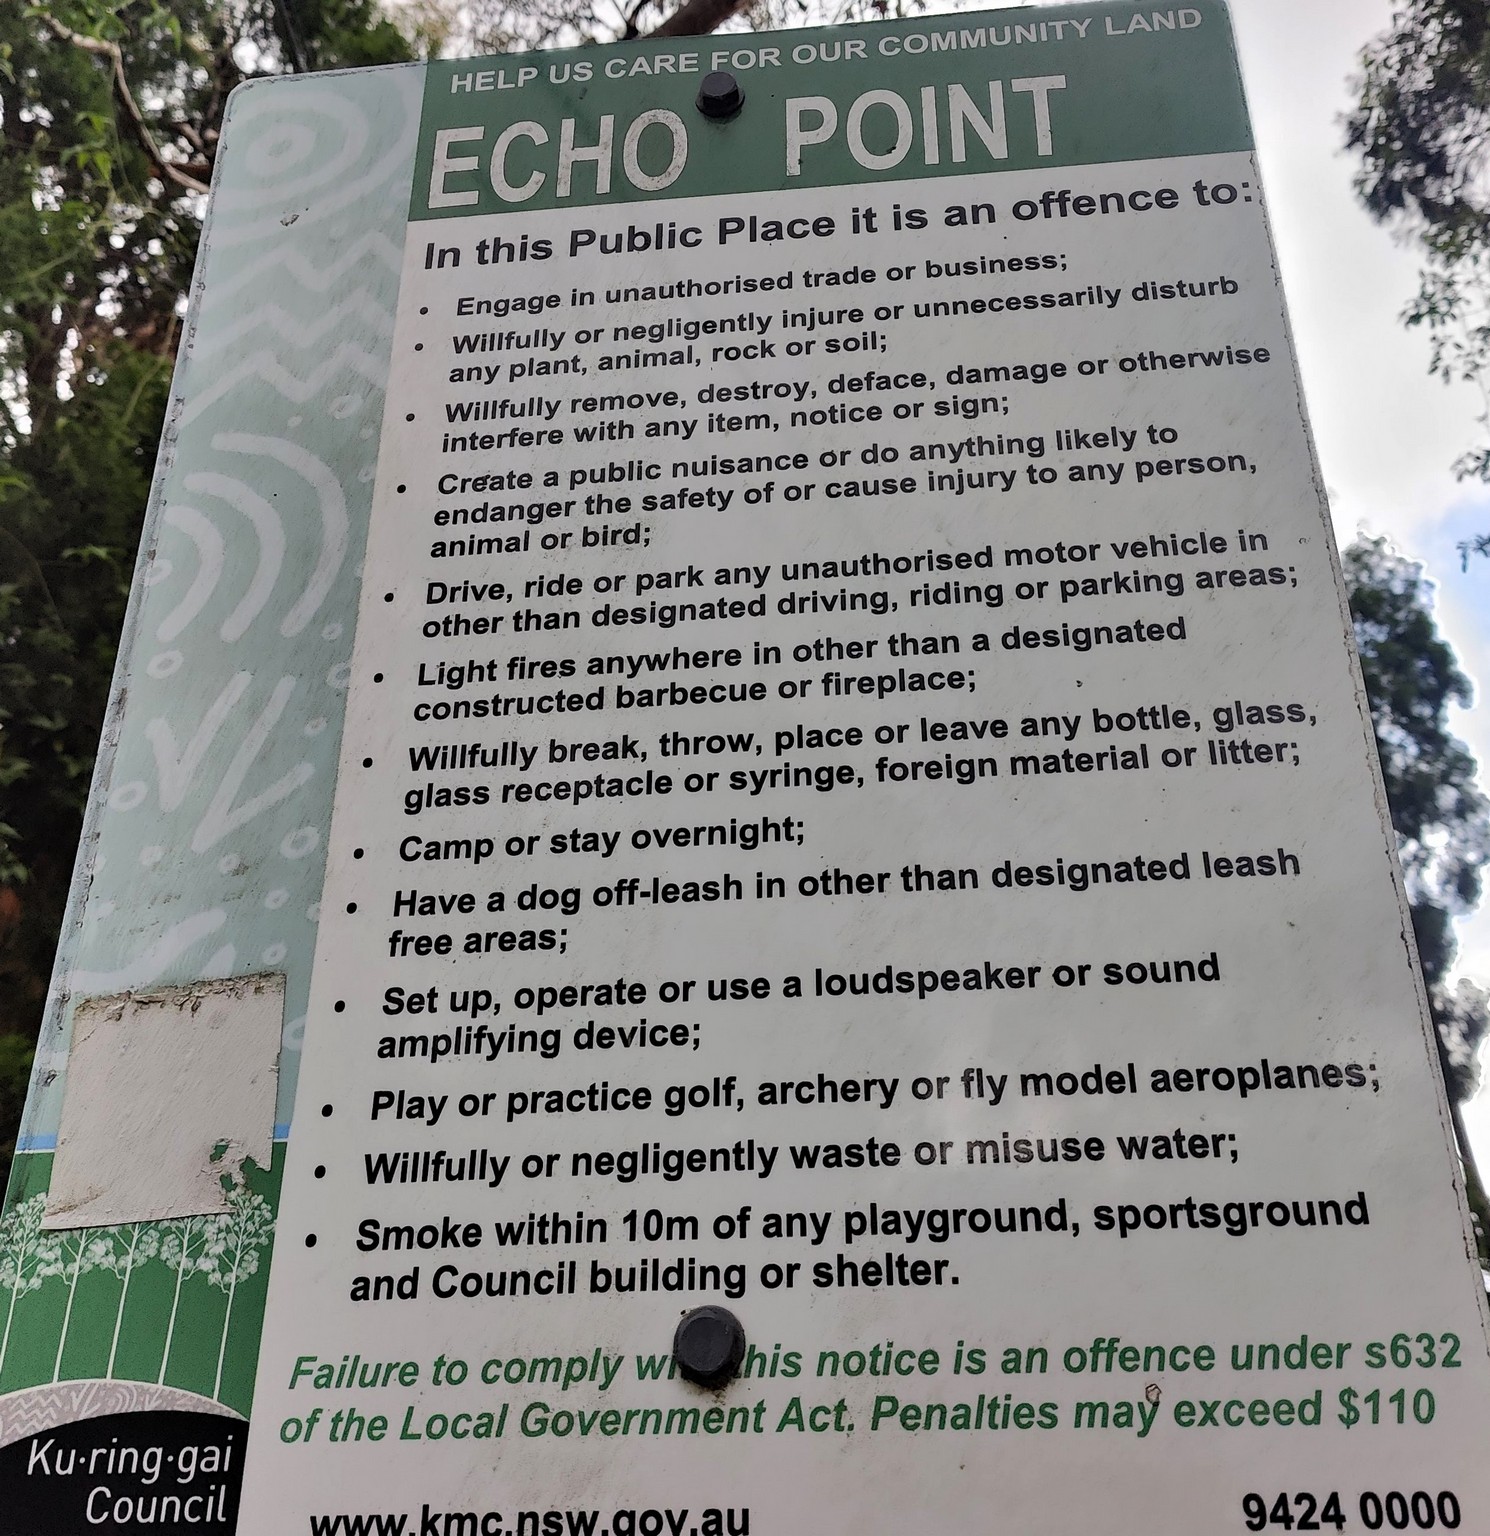 HELP US CARE FOR OUR COMMUNITY LAND
ECHO POINT
In this Public Place it is an offence to:
• Engage in unauthorised trade or business;
• Willfully or negligently injure or unnecessarily disturb
any plant, animal, rock or soil;
• Willfully remove, destroy, deface, damage or otherwise
interfere with any item, notice or sign;
• Create a public nuisance or do anything likely to
endanger the safety of or cause injury to any person,
animal or bird;
• Drive, ride or park any unauthorised motor vehicle in
other than designated driving, riding or parking areas;
• Light fires anywhere in other than a designated
constructed barbecue or fireplace;
• Willfully break, throw, place or leave any bottle, glass,
glass receptacle or syringe, foreign material or litter;
• Camp or stay overnight;
• Have a dog off-leash in other than designated leash
free areas;
• Set up, operate or use a loudspeaker or sound
amplifying device;
• Play or practice golf, archery or fly model aeroplanes;
• Willfully or negligently waste or misuse water;
• Smoke within 10m of any playground, sportsground
and Council building or shelter.
Failure to comply with this notice is an offence under s632
of the Local Government Act. Penalties may exceed $110
Ku·ring·gai
Council
www.kmc.nsw.gov.au 9424 0000